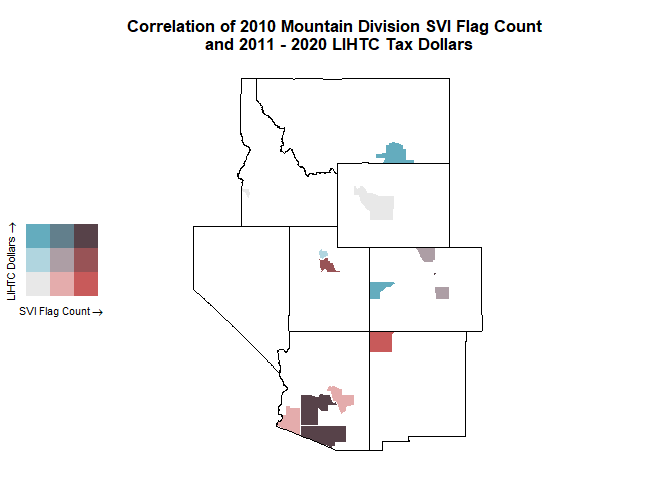 Correlation of 2010 Mountain Division SVI Flag Count
and 2011 - 2020 LIHTC Tax Dollars
LIHTC Dollars →
SVI Flag Count →